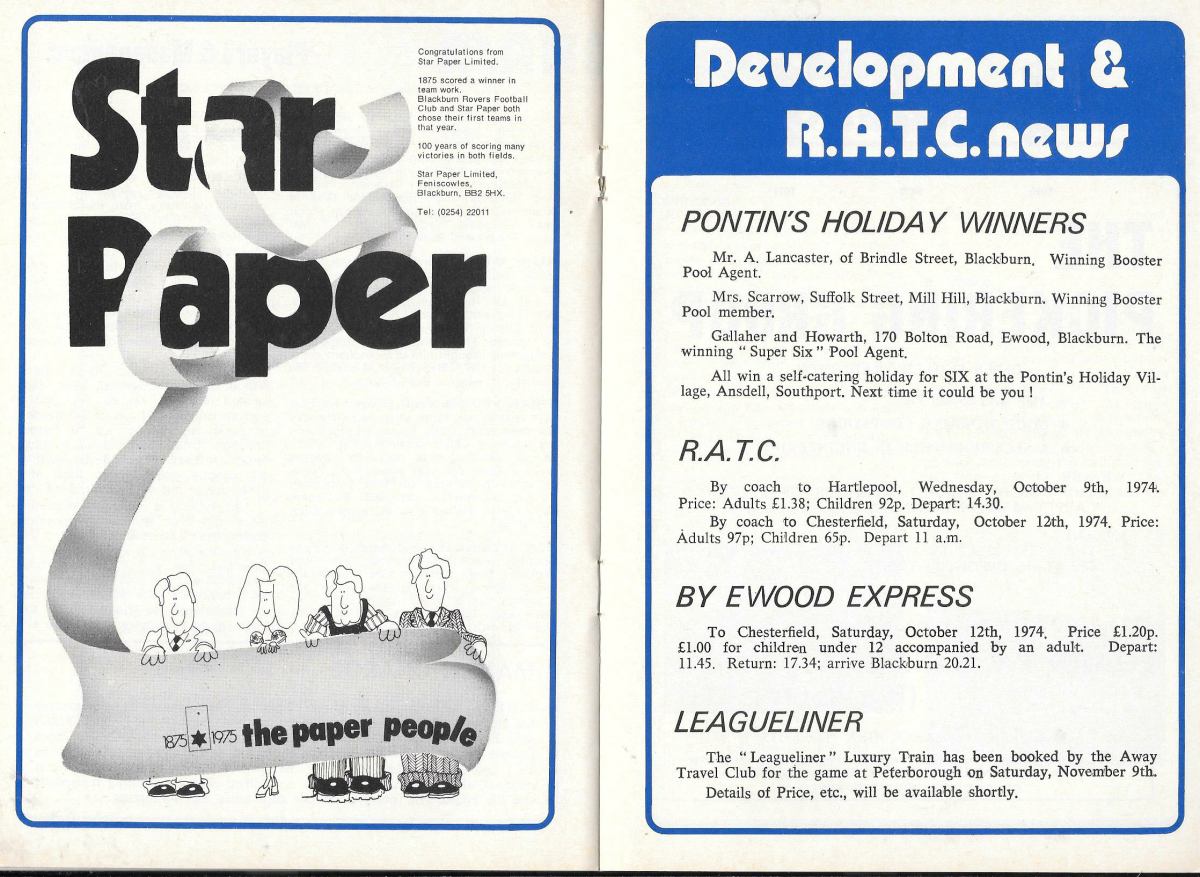 Star
Paper
Congratulations from
Star Paper Limited.
1875 scored a winner in
team work.
Blackburn Rovers Football
Club and Star Paper both
chose their first teams in
that year.
100 years of scoring many
victories in both fields.
Star Paper Limited,
Feniscowles,
Blackburn, BB2 5HX.
Tel: (0254) 22011
1875 1975 the paper people
Development &
R.A.T.C. news
PONTIN'S HOLIDAY WINNERS
Mr. A. Lancaster, of Brindle Street, Blackburn. Winning Booster
Pool Agent.
Mrs. Scarrow, Suffolk Street, Mill Hill, Blackburn. Winning Booster
Pool member.
Gallaher and Howarth, 170 Bolton Road, Ewood, Blackburn. The
winning "Super Six" Pool Agent.
All win a self-catering holiday for SIX at the Pontin's Holiday Vil-
lage, Ansdell, Southport. Next time it could be you !
R.A.T.C.
By coach to Hartlepool, Wednesday, October 9th, 1974.
Price: Adults £1.38; Children 92p. Depart: 14.30.
By coach to Chesterfield, Saturday, October 12th, 1974. Price:
Adults 97p; Children 65p. Depart 11 a.m.
BY EWOOD EXPRESS
To Chesterfield, Saturday, October 12th, 1974. Price £1.20p.
£1.00 for children under 12 accompanied by an adult. Depart:
11.45. Return: 17.34; arrive Blackburn 20.21.
LEAGUELINER
The "Leagueliner" Luxury Train has been booked by the Away
Travel Club for the game at Peterborough on Saturday, November 9th.
Details of Price, etc., will be available shortly.